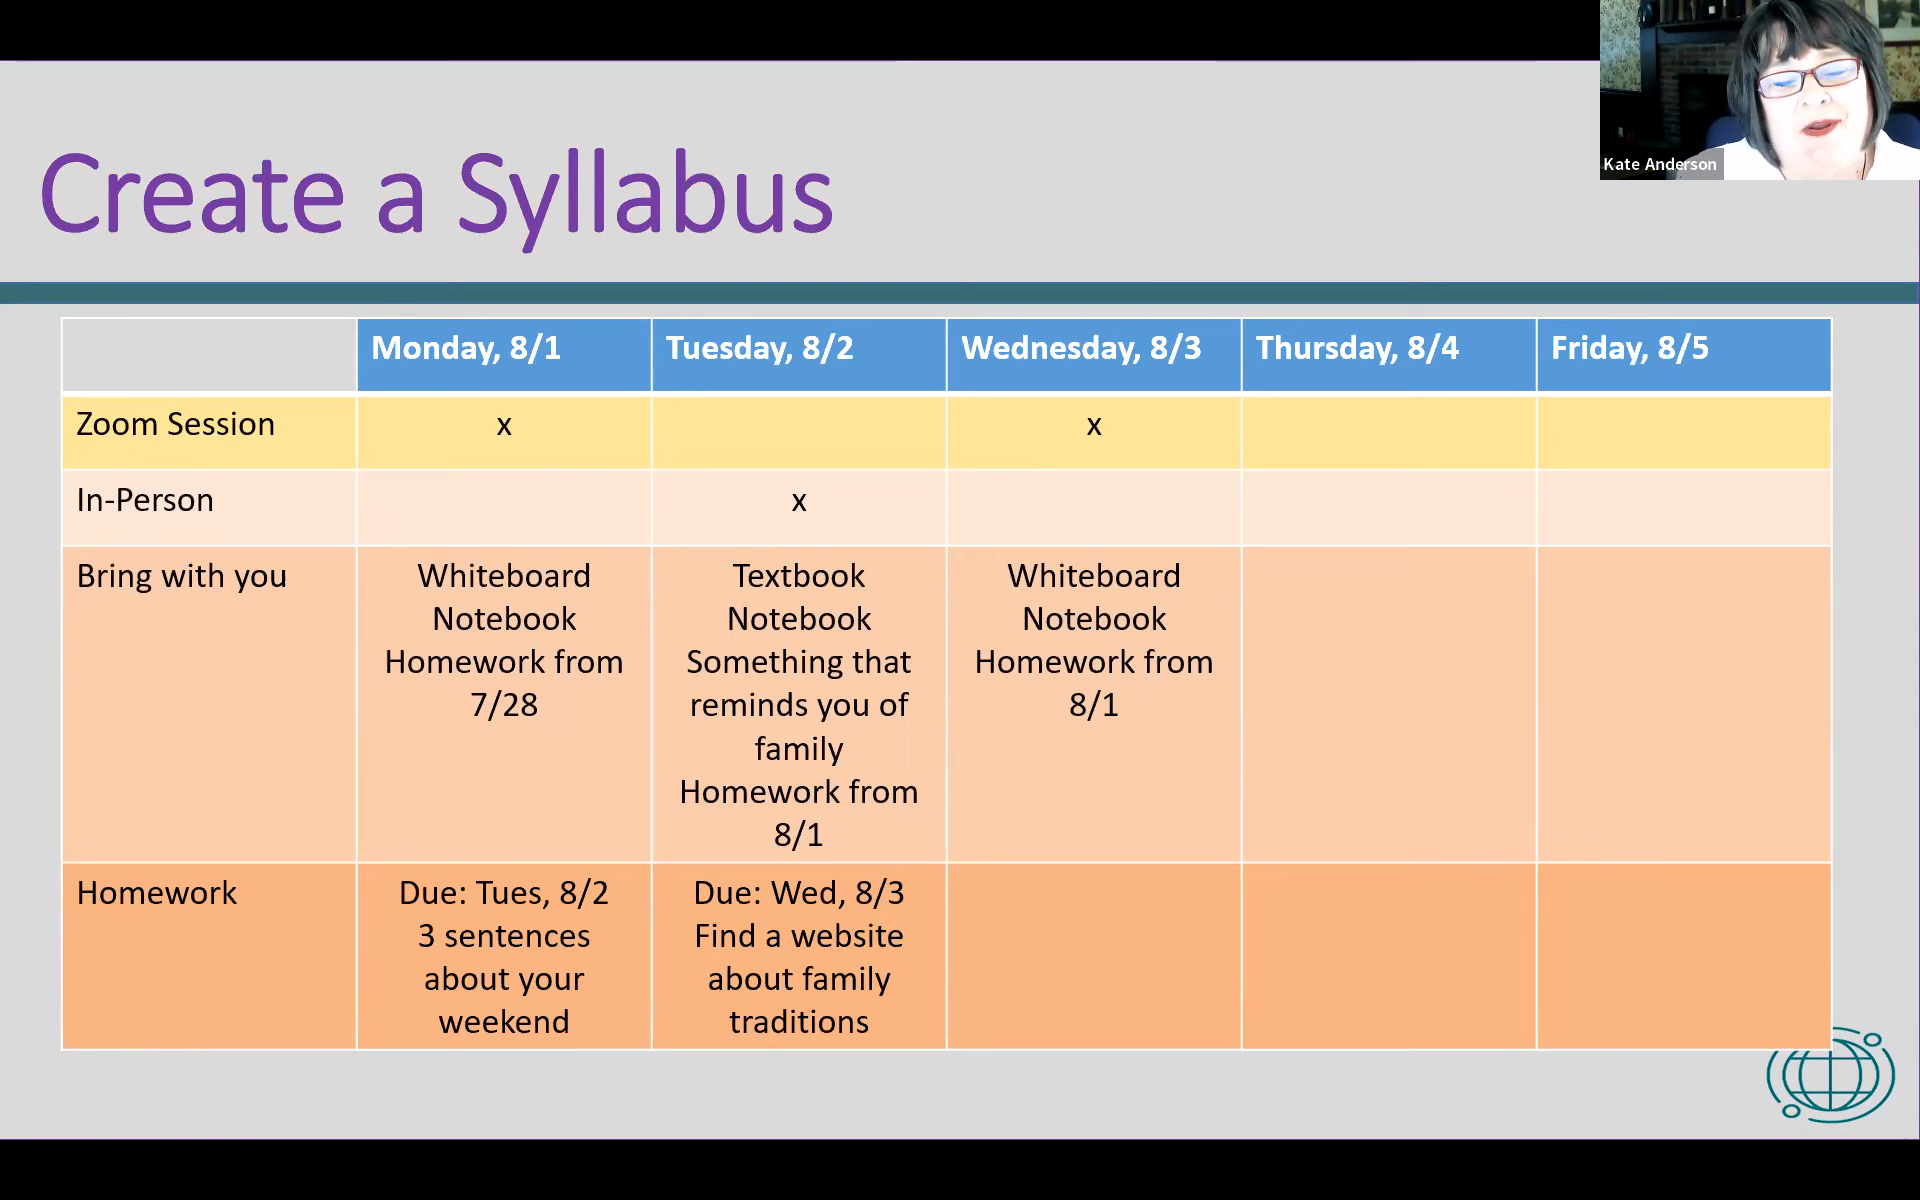 Kate Anderson
Create a Syllabus
Monday, 8/1
Tuesday, 8/2
Wednesday, 8/3
Thursday, 8/4
Friday, 8/5
Zoom Session
x
x
In-Person
x
Bring with you
Whiteboard
Notebook
Homework from
7/28
Textbook
Notebook
Something that
reminds you of
family
Homework from
8/1
Whiteboard
Notebook
Homework from
8/1
Homework
Due: Tues, 8/2
3 sentences
about your
weekend
Due: Wed, 8/3
Find a website
about family
traditions